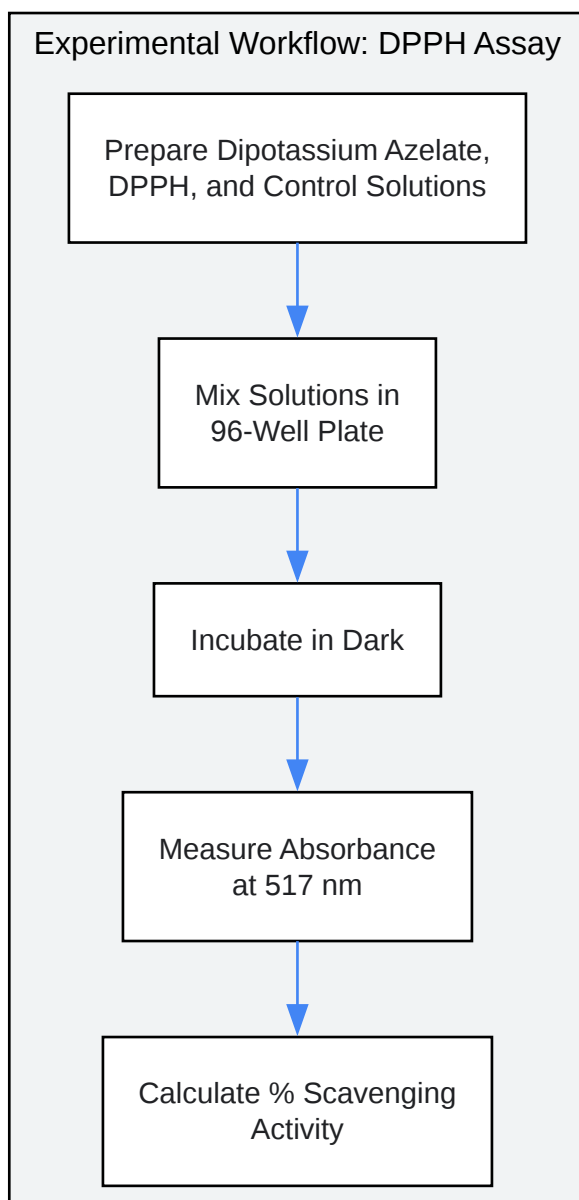 Experimental Workflow: DPPH Assay
Prepare Dipotassium Azelate,
DPPH, and Control Solutions
Mix Solutions in
96-Well Plate
Incubate in Dark
Measure Absorbance
at 517 nm
Calculate % Scavenging
Activity